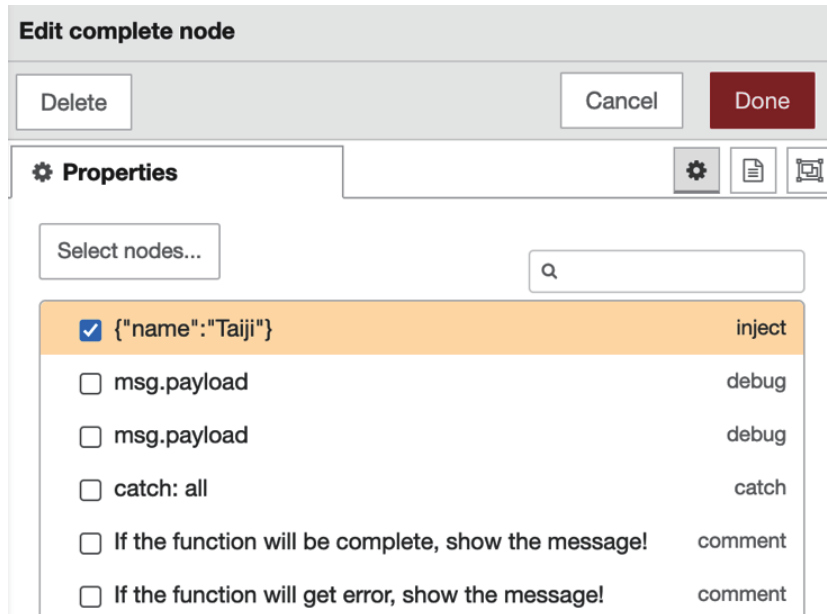 Edit complete node
Delete Cancel Done
Properties
Select nodes...
{"name":"Taiji"} inject
msg.payload debug
msg.payload debug
catch: all catch
If the function will be complete, show the message! comment
If the function will get error, show the message! comment